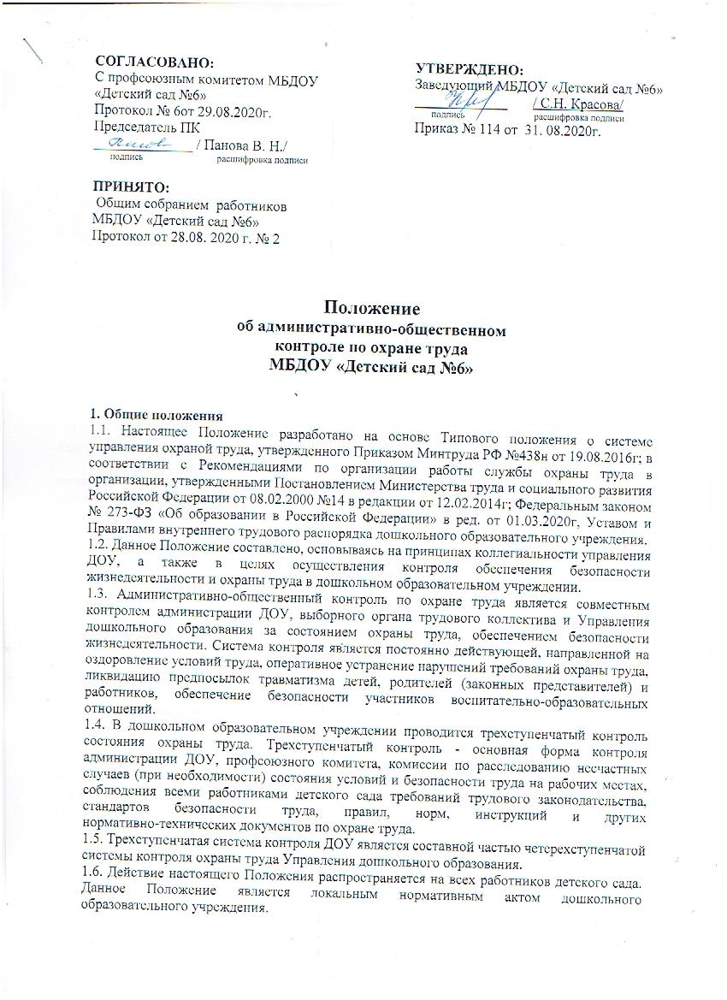 СОГЛАСОВАНО:
С профсоюзным комитетом МБДОУ
«Детский сад №6»
Протокол № 6от 29.08.2020г.
Председатель ПК
/ Панова В. Н./
подпись расшифровка подписи
УТВЕРЖДЕНО:
Заведующий МБДОУ «Детский сад №6»
/ С.Н. Красова/
подпись расшифровка подписи
Приказ № 114 от 31. 08.2020г.
ПРИНЯТО:
Общим собранием работников
МБДОУ «Детский сад №6»
Протокол от 28.08. 2020 г. № 2
Положение
об административно-общественном
контроле по охране труда
МБДОУ «Детский сад №6»
1. Общие положения
1.1. Настоящее Положение разработано на основе Типового положения о системе
управления охраной труда, утвержденного Приказом Минтруда РФ №438н от 19.08.2016г; в
соответствии с Рекомендациями по организации работы службы охраны труда в
организации, утвержденными Постановлением Министерства труда и социального развития
Российской Федерации от 08.02.2000 №14 в редакции от 12.02.2014г; Федеральным законом
№ 273-ФЗ «Об образовании в Российской Федерации» в ред. от 01.03.2020г, Уставом и
Правилами внутреннего трудового распорядка дошкольного образовательного учреждения.
1.2. Данное Положение составлено, основываясь на принципах коллегиальности управления
ДОУ, а также в целях осуществления контроля обеспечения безопасности
жизнедеятельности и охраны труда в дошкольном образовательном учреждении.
1.3. Административно-общественный контроль по охране труда является совместным
контролем администрации ДОУ, выборного органа трудового коллектива и Управления
дошкольного образования за состоянием охраны труда, обеспечением безопасности
жизнедеятельности. Система контроля является постоянно действующей, направленной на
оздоровление условий труда, оперативное устранение нарушений требований охраны труда,
ликвидацию предпосылок травматизма детей, родителей (законных представителей) и
работников, обеспечение безопасности участников воспитательно-образовательных
отношений.
1.4. В дошкольном образовательном учреждении проводится трехступенчатый контроль
состояния охраны труда. Трехступенчатый контроль - основная форма контроля
администрации ДОУ, профсоюзного комитета, комиссии по расследованию несчастных
случаев (при необходимости) состояния условий и безопасности труда на рабочих местах,
соблюдения всеми работниками детского сада требований трудового законодательства,
стандартов безопасности труда, правил, норм, инструкций и других
нормативно-технических документов по охране труда.
1.5. Трехступенчатая система контроля ДОУ является составной частью четерехступенчатой
системы контроля охраны труда Управления дошкольного образования.
1.6. Действие настоящего Положения распространяется на всех работников детского сада.
Данное Положение является локальным нормативным актом дошкольного
образовательного учреждения.